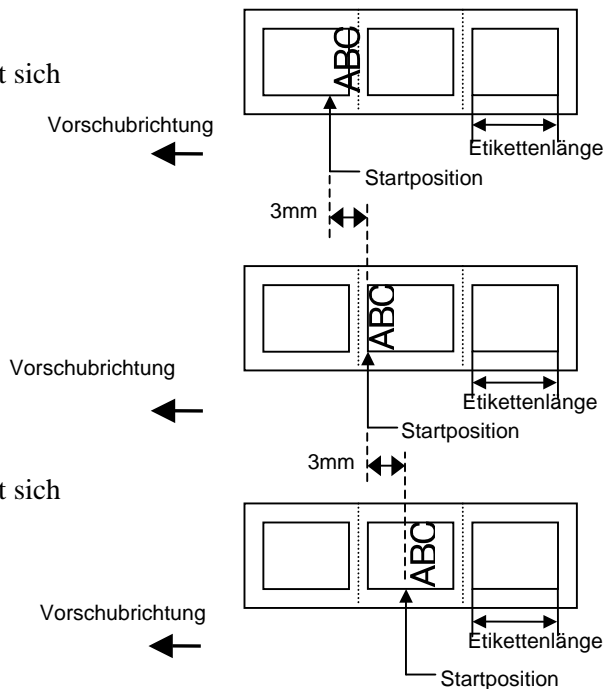 ABC
t sich
Vorschubrichtung
Etikettenlänge
Startposition
3mm
ABC
Vorschubrichtung
Etikettenlänge
Startposition
3mm
t sich
ABC
Vorschubrichtung
Etikettenlänge
Startposition